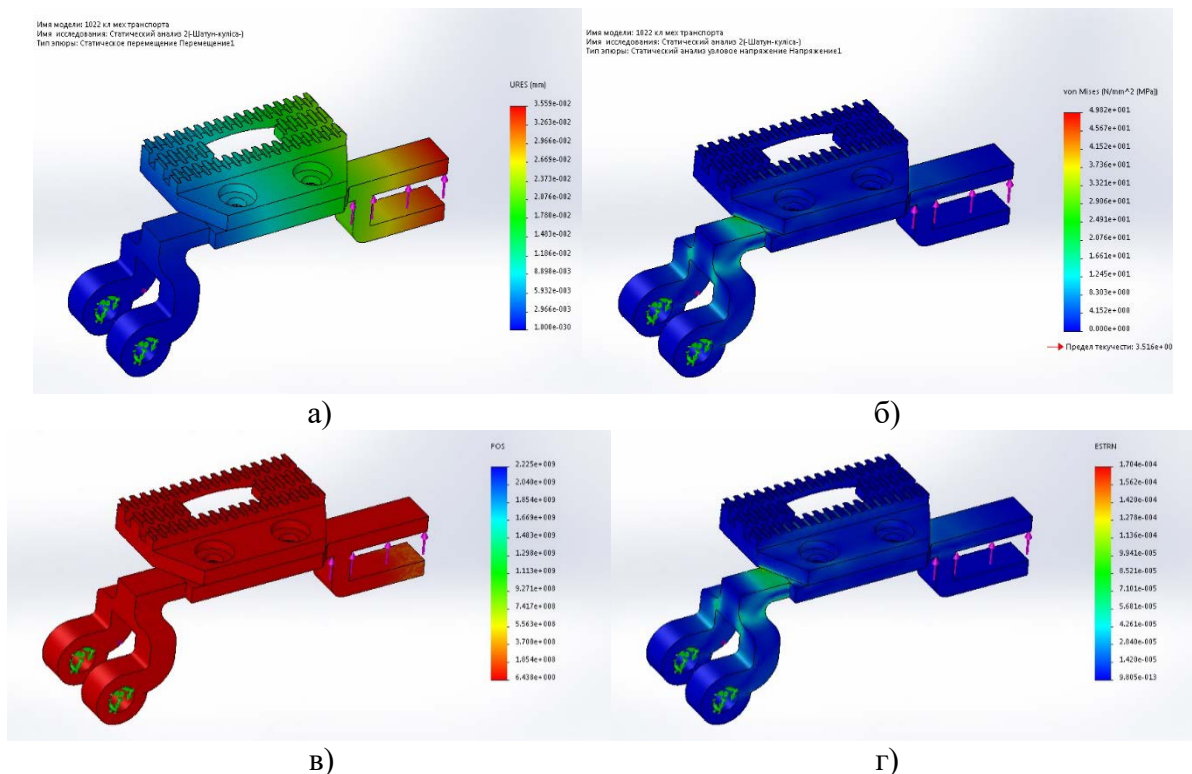 Имя модели: 1022 кл мех транспорта
Имя исследования: Статический анализ 2(-Шатун-куліса-)
Тип эпюры: Статическое перемещение Перемещение1
URES (mm)
3.559e-002
3.263e-002
2.966e-002
2.669e-002
2.373e-002
2.076e-002
1.780e-002
1.483e-002
1.186e-002
8.898e-003
5.932e-003
2.966e-003
1.000e-030
а)
Имя модели: 1022 кл мех транспорта
Имя исследования: Статический анализ 2(-Шатун-куліса-)
Тип эпюры: Статический анализ узловое напряжение Напряжение1
von Mises (N/mm^2 (MPa))
4.982e+001
4.567e+001
4.152e+001
3.736e+001
3.321e+001
2.906e+001
2.491e+001
2.076e+001
1.661e+001
1.245e+001
8.303e+000
4.152e+000
0.000e+000
Предел текучести: 3.516e+00
б)
FOS
2.225e+009
2.040e+009
1.854e+009
1.669e+009
1.483e+009
1.298e+009
1.113e+009
9.271e+008
7.417e+008
5.563e+008
3.708e+008
1.854e+008
6.438e+000
в)
ESTRN
1.704e-004
1.562e-004
1.420e-004
1.278e-004
1.136e-004
9.941e-005
8.521e-005
7.101e-005
5.681e-005
4.261e-005
2.840e-005
1.420e-005
9.805e-013
г)